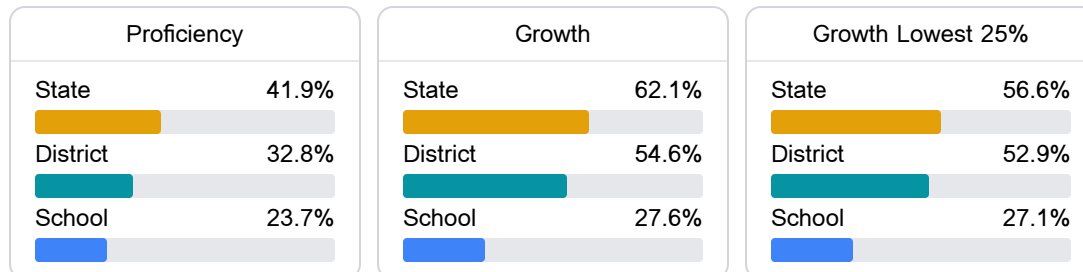 Proficiency
State 41.9%
District 32.8%
School 23.7%
Growth
State 62.1%
District 54.6%
School 27.6%
Growth Lowest 25%
State 56.6%
District 52.9%
School 27.1%